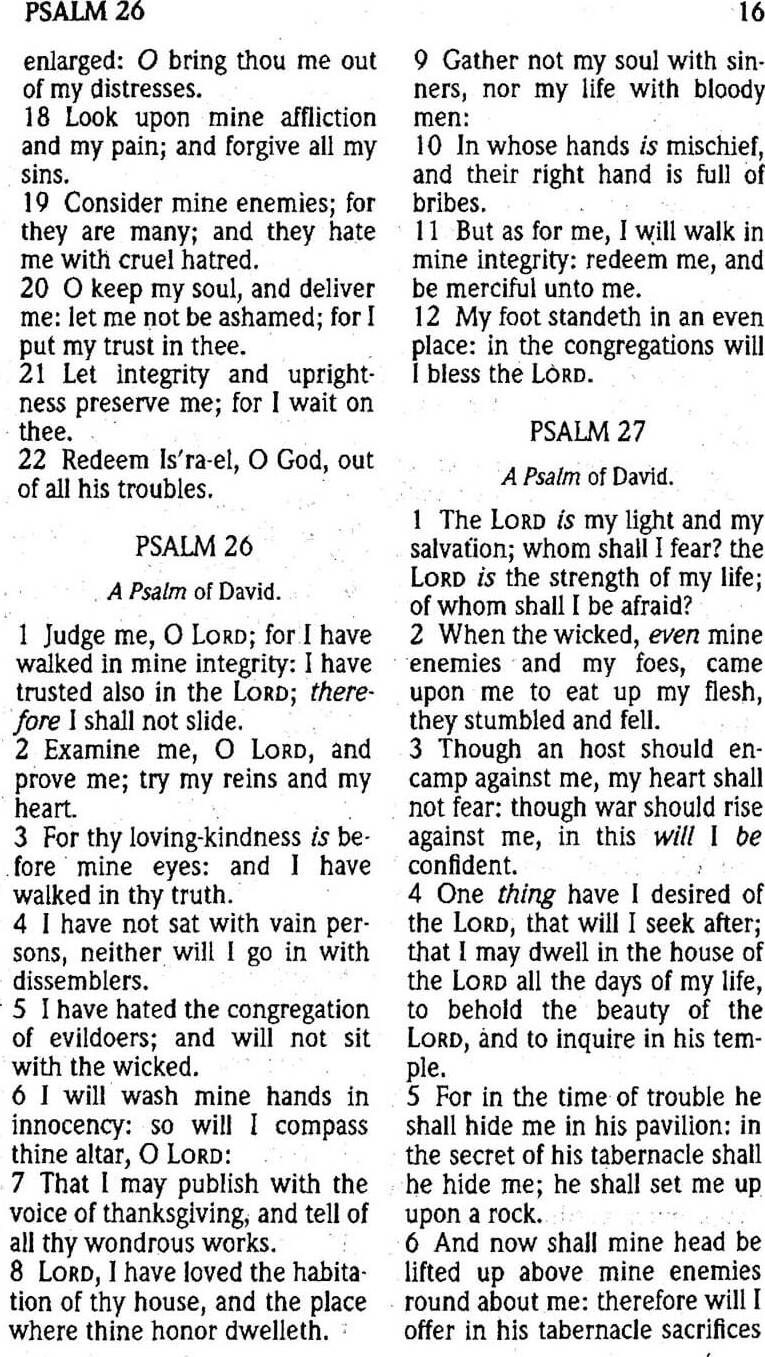 PSALM 26
16
enlarged: O bring thou me out
of my distresses.
18 Look upon mine affliction
and my pain; and forgive all my
sins.
19 Consider mine enemies; for
they are many; and they hate
me with cruel hatred.
20 O keep my soul, and deliver
me: let me not be ashamed; for I
put my trust in thee.
21 Let integrity and upright-
ness preserve me; for I wait on
thee.
22 Redeem Is'ra-el, O God, out
of all his troubles.
PSALM 26
A Psalm of David.
1 Judge me, O LORD; for I have
walked in mine integrity: I have
trusted also in the LORD; there-
fore I shall not slide.
2 Examine me, O LORD, and
prove me; try my reins and my
heart.
3 For thy loving-kindness is be-
fore mine eyes: and I have
walked in thy truth.
4 I have not sat with vain per-
sons, neither will I go in with
dissemblers.
5 I have hated the congregation
of evildoers; and will not sit
with the wicked.
6 I will wash mine hands in
innocency: so will I compass
thine altar, O LORD:
7 That I may publish with the
voice of thanksgiving, and tell of
all thy wondrous works.
8 LORD, I have loved the habita-
tion of thy house, and the place
where thine honor dwelleth.
9 Gather not my soul with sin-
ners, nor my life with bloody
men:
10 In whose hands is mischief,
and their right hand is full of
bribes.
11 But as for me, I will walk in
mine integrity: redeem me, and
be merciful unto me.
12 My foot standeth in an even
place: in the congregations will
I bless the LORD.
PSALM 27
A Psalm of David.
1 The LORD is my light and my
salvation; whom shall I fear? the
LORD is the strength of my life;
of whom shall I be afraid?
2 When the wicked, even mine
enemies and my foes, came
upon me to eat up my flesh,
they stumbled and fell.
3 Though an host should en-
camp against me, my heart shall
not fear: though war should rise
against me, in this will I be
confident.
4 One thing have I desired of
the LORD, that will I seek after;
that I may dwell in the house of
the LORD all the days of my life,
to behold the beauty of the
LORD, and to inquire in his tem-
ple.
5 For in the time of trouble he
shall hide me in his pavilion: in
the secret of his tabernacle shall
he hide me; he shall set me up
upon a rock.
6 And now shall mine head be
lifted up above mine enemies
round about me: therefore will I
offer in his tabernacle sacrifices